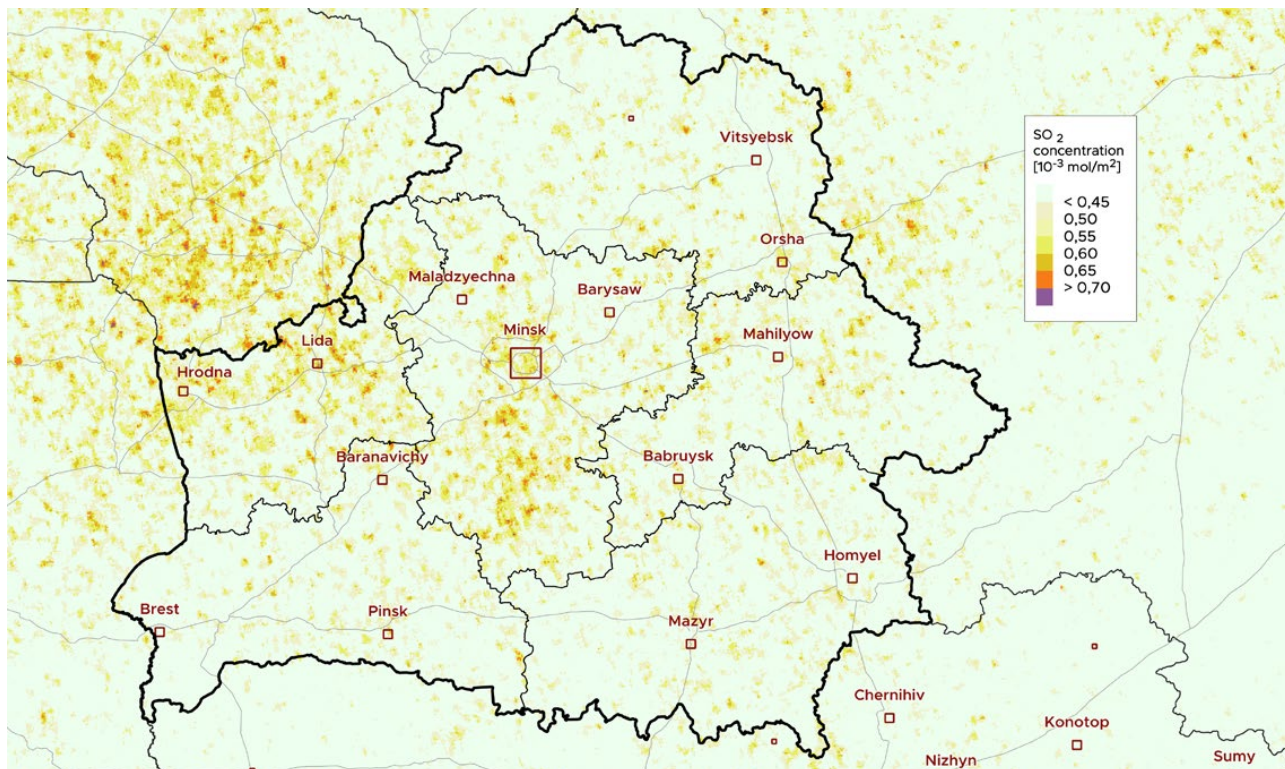 Vitsyebsk
SO 2
concentration
[10-3 mol/m2]
< 0,45
0,50
0,55
0,60
0,65
> 0,70
Orsha
Maladzyechna
Barysaw
Minsk
Mahilyow
Lida
Hrodna
Baranavichy
Babruysk
Homyel
Brest
Pinsk
Mazyr
Chernihiv
Konotop
Nizhyn
Sumy